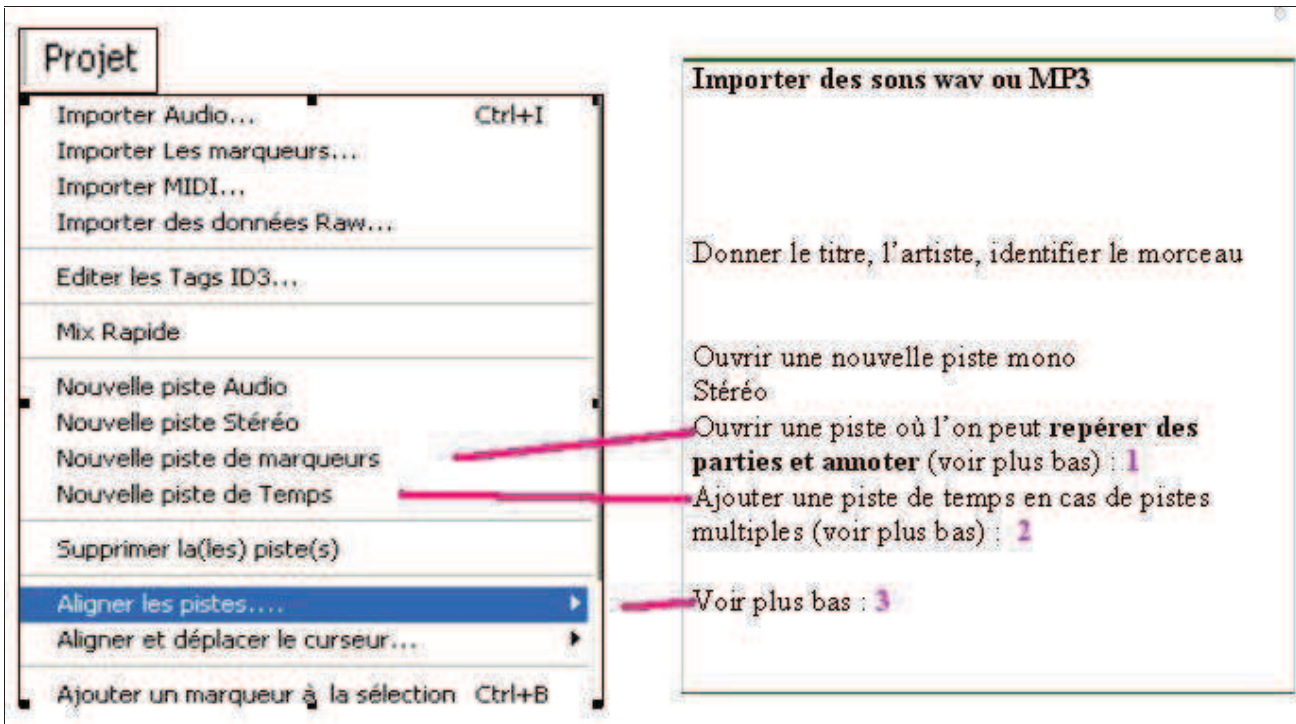 Projet
Importer Audio... Ctrl+I
Importer Les marqueurs...
Importer MIDI...
Importer des données Raw...
Editer les Tags ID3...
Mix Rapide
Nouvelle piste Audio
Nouvelle piste Stéréo
Nouvelle piste de marqueurs
Nouvelle piste de Temps
Supprimer la(les) piste(s)
Aligner les pistes....
Aligner et déplacer le curseur...
Ajouter un marqueur à la sélection Ctrl+B
Importer des sons wav ou MP3
Donner le titre, l'artiste, identifier le morceau
Ouvrir une nouvelle piste mono
Stéréo
Ouvrir une piste où l'on peut repérer des
parties et annoter (voir plus bas) : 1
Ajouter une piste de temps en cas de pistes
multiples (voir plus bas) : 2
Voir plus bas : 3